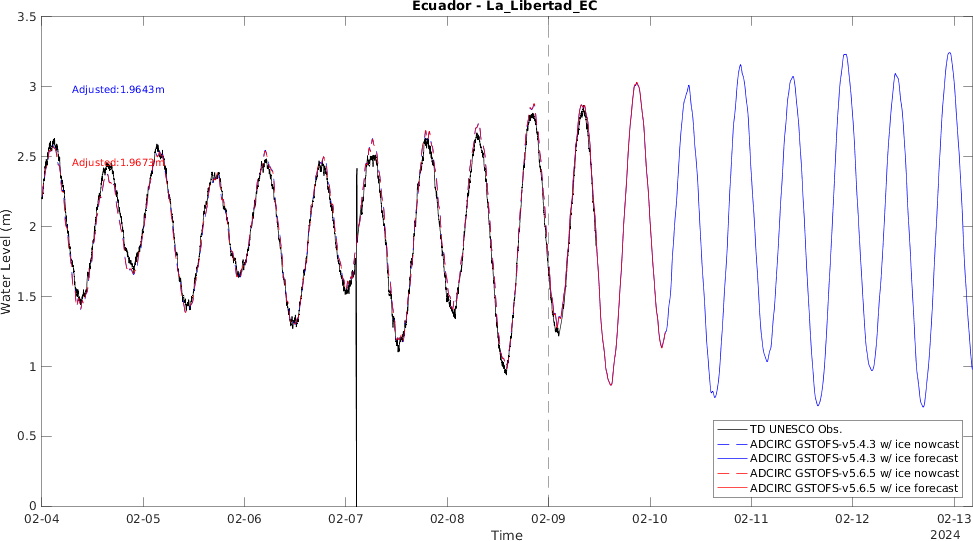 Ecuador - La_Libertad_EC
3.5
3
2.5
2
1.5
1
0.5
0
Water Level (m)
Adjusted:1.9643m
Adjusted:1.9673m
TD UNESCO Obs.
ADCIRC GSTOFS-v5.4.3 w/ ice nowcast
ADCIRC GSTOFS-v5.4.3 w/ ice forecast
ADCIRC GSTOFS-v5.6.5 w/ ice nowcast
ADCIRC GSTOFS-v5.6.5 w/ ice forecast
02-04 02-05 02-06 02-07 02-08 02-09 02-10 02-11 02-12 02-13
Time
2024